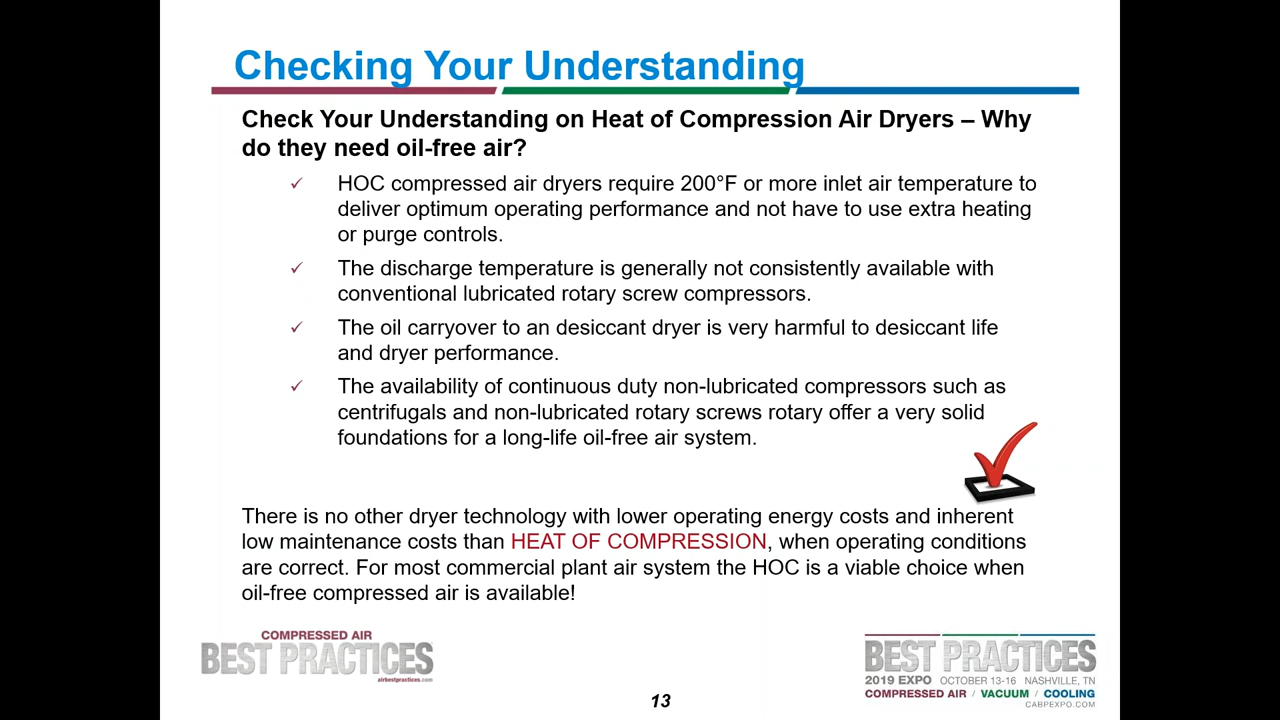 Checking Your Understanding
Check Your Understanding on Heat of Compression Air Dryers – Why
do they need oil-free air?
✓ HOC compressed air dryers require 200°F or more inlet air temperature to
deliver optimum operating performance and not have to use extra heating
or purge controls.
✓ The discharge temperature is generally not consistently available with
conventional lubricated rotary screw compressors.
✓ The oil carryover to an desiccant dryer is very harmful to desiccant life
and dryer performance.
✓ The availability of continuous duty non-lubricated compressors such as
centrifugals and non-lubricated rotary screws rotary offer a very solid
foundations for a long-life oil-free air system.
There is no other dryer technology with lower operating energy costs and inherent
low maintenance costs than HEAT OF COMPRESSION, when operating conditions
are correct. For most commercial plant air system the HOC is a viable choice when
oil-free compressed air is available!
COMPRESSED AIR
BEST PRACTICES
airbestpractices.com
13
BEST PRACTICES
2019 EXPO OCTOBER 13-16 NASHVILLE, TN
COMPRESSED AIR / VACUUM / COOLING
CABPEXPO.COM